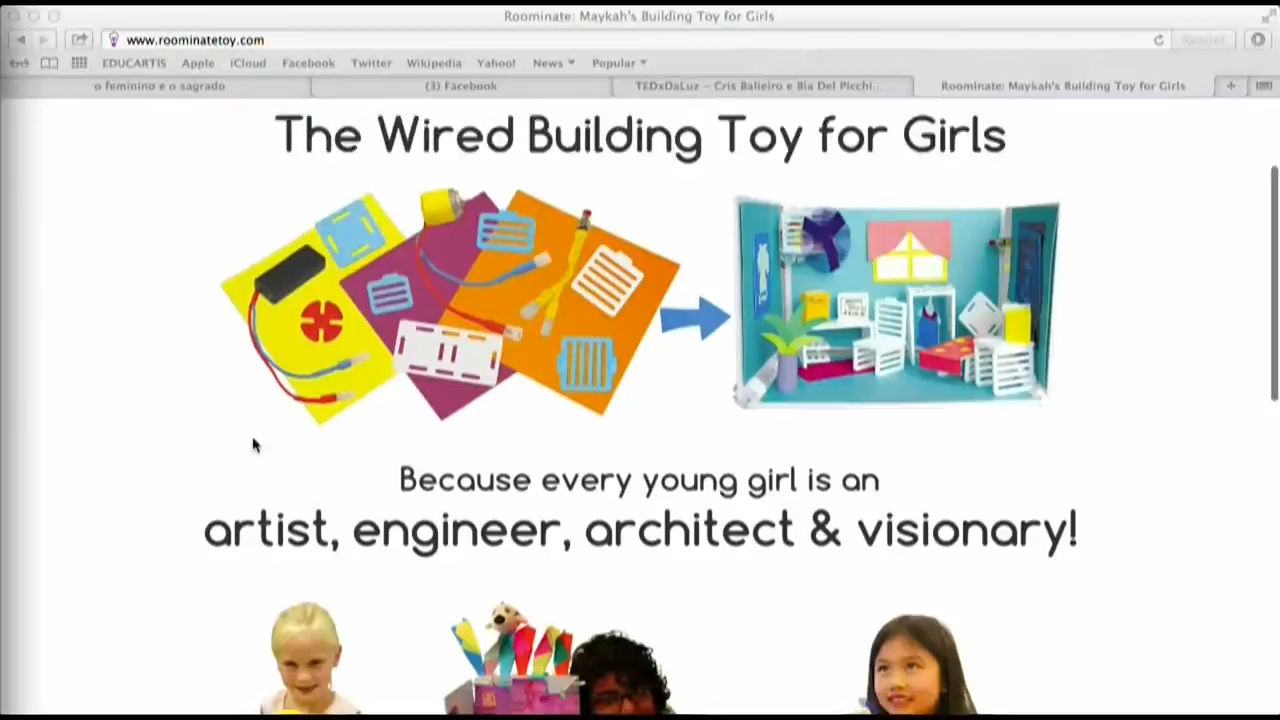 Roominate: Maykah's Building Toy for Girls
www.roominatetoy.com
EDUCARTIS Apple iCloud Facebook Twitter Wikipedia Yahoo! News Popular
o feminino e o sagrado (3) Facebook TEDxDaLuz – Cris Balieiro e Bia Del Picchi... Roominate: Maykah's Building Toy for Girls
The Wired Building Toy for Girls
Because every young girl is an
artist, engineer, architect & visionary!